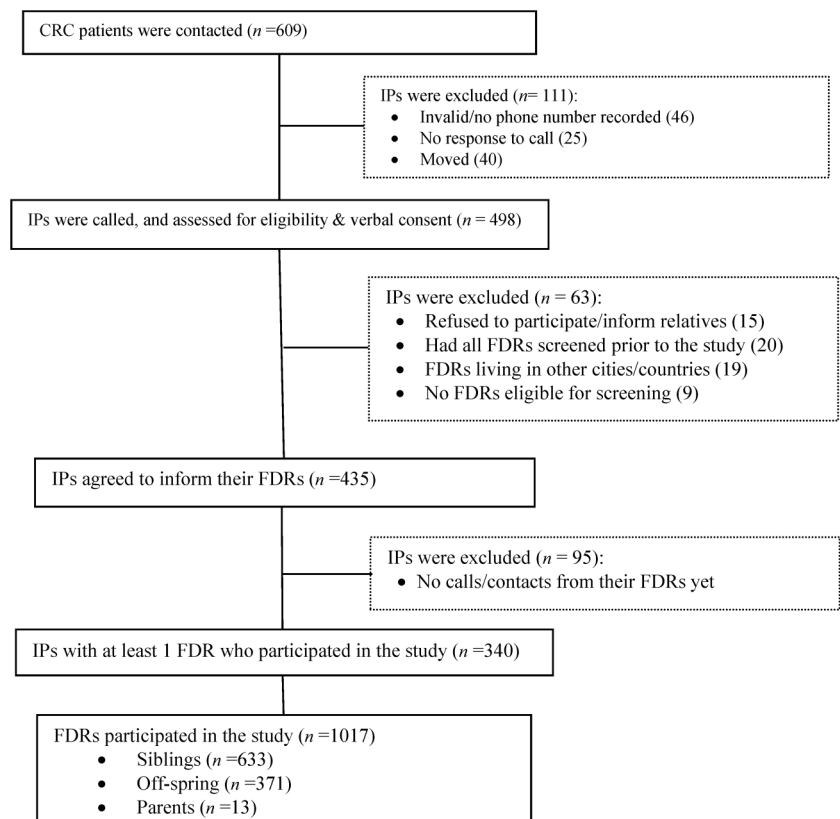 CRC patients were contacted (n =609)
IPs were excluded (n= 111):
• Invalid/no phone number recorded (46)
• No response to call (25)
• Moved (40)
IPs were called, and assessed for eligibility & verbal consent (n = 498)
IPs were excluded (n = 63):
• Refused to participate/inform relatives (15)
• Had all FDRs screened prior to the study (20)
• FDRs living in other cities/countries (19)
• No FDRs eligible for screening (9)
IPs agreed to inform their FDRs (n =435)
IPs were excluded (n = 95):
• No calls/contacts from their FDRs yet
IPs with at least 1 FDR who participated in the study (n =340)
FDRs participated in the study (n =1017)
• Siblings (n =633)
• Off-spring (n =371)
• Parents (n =13)